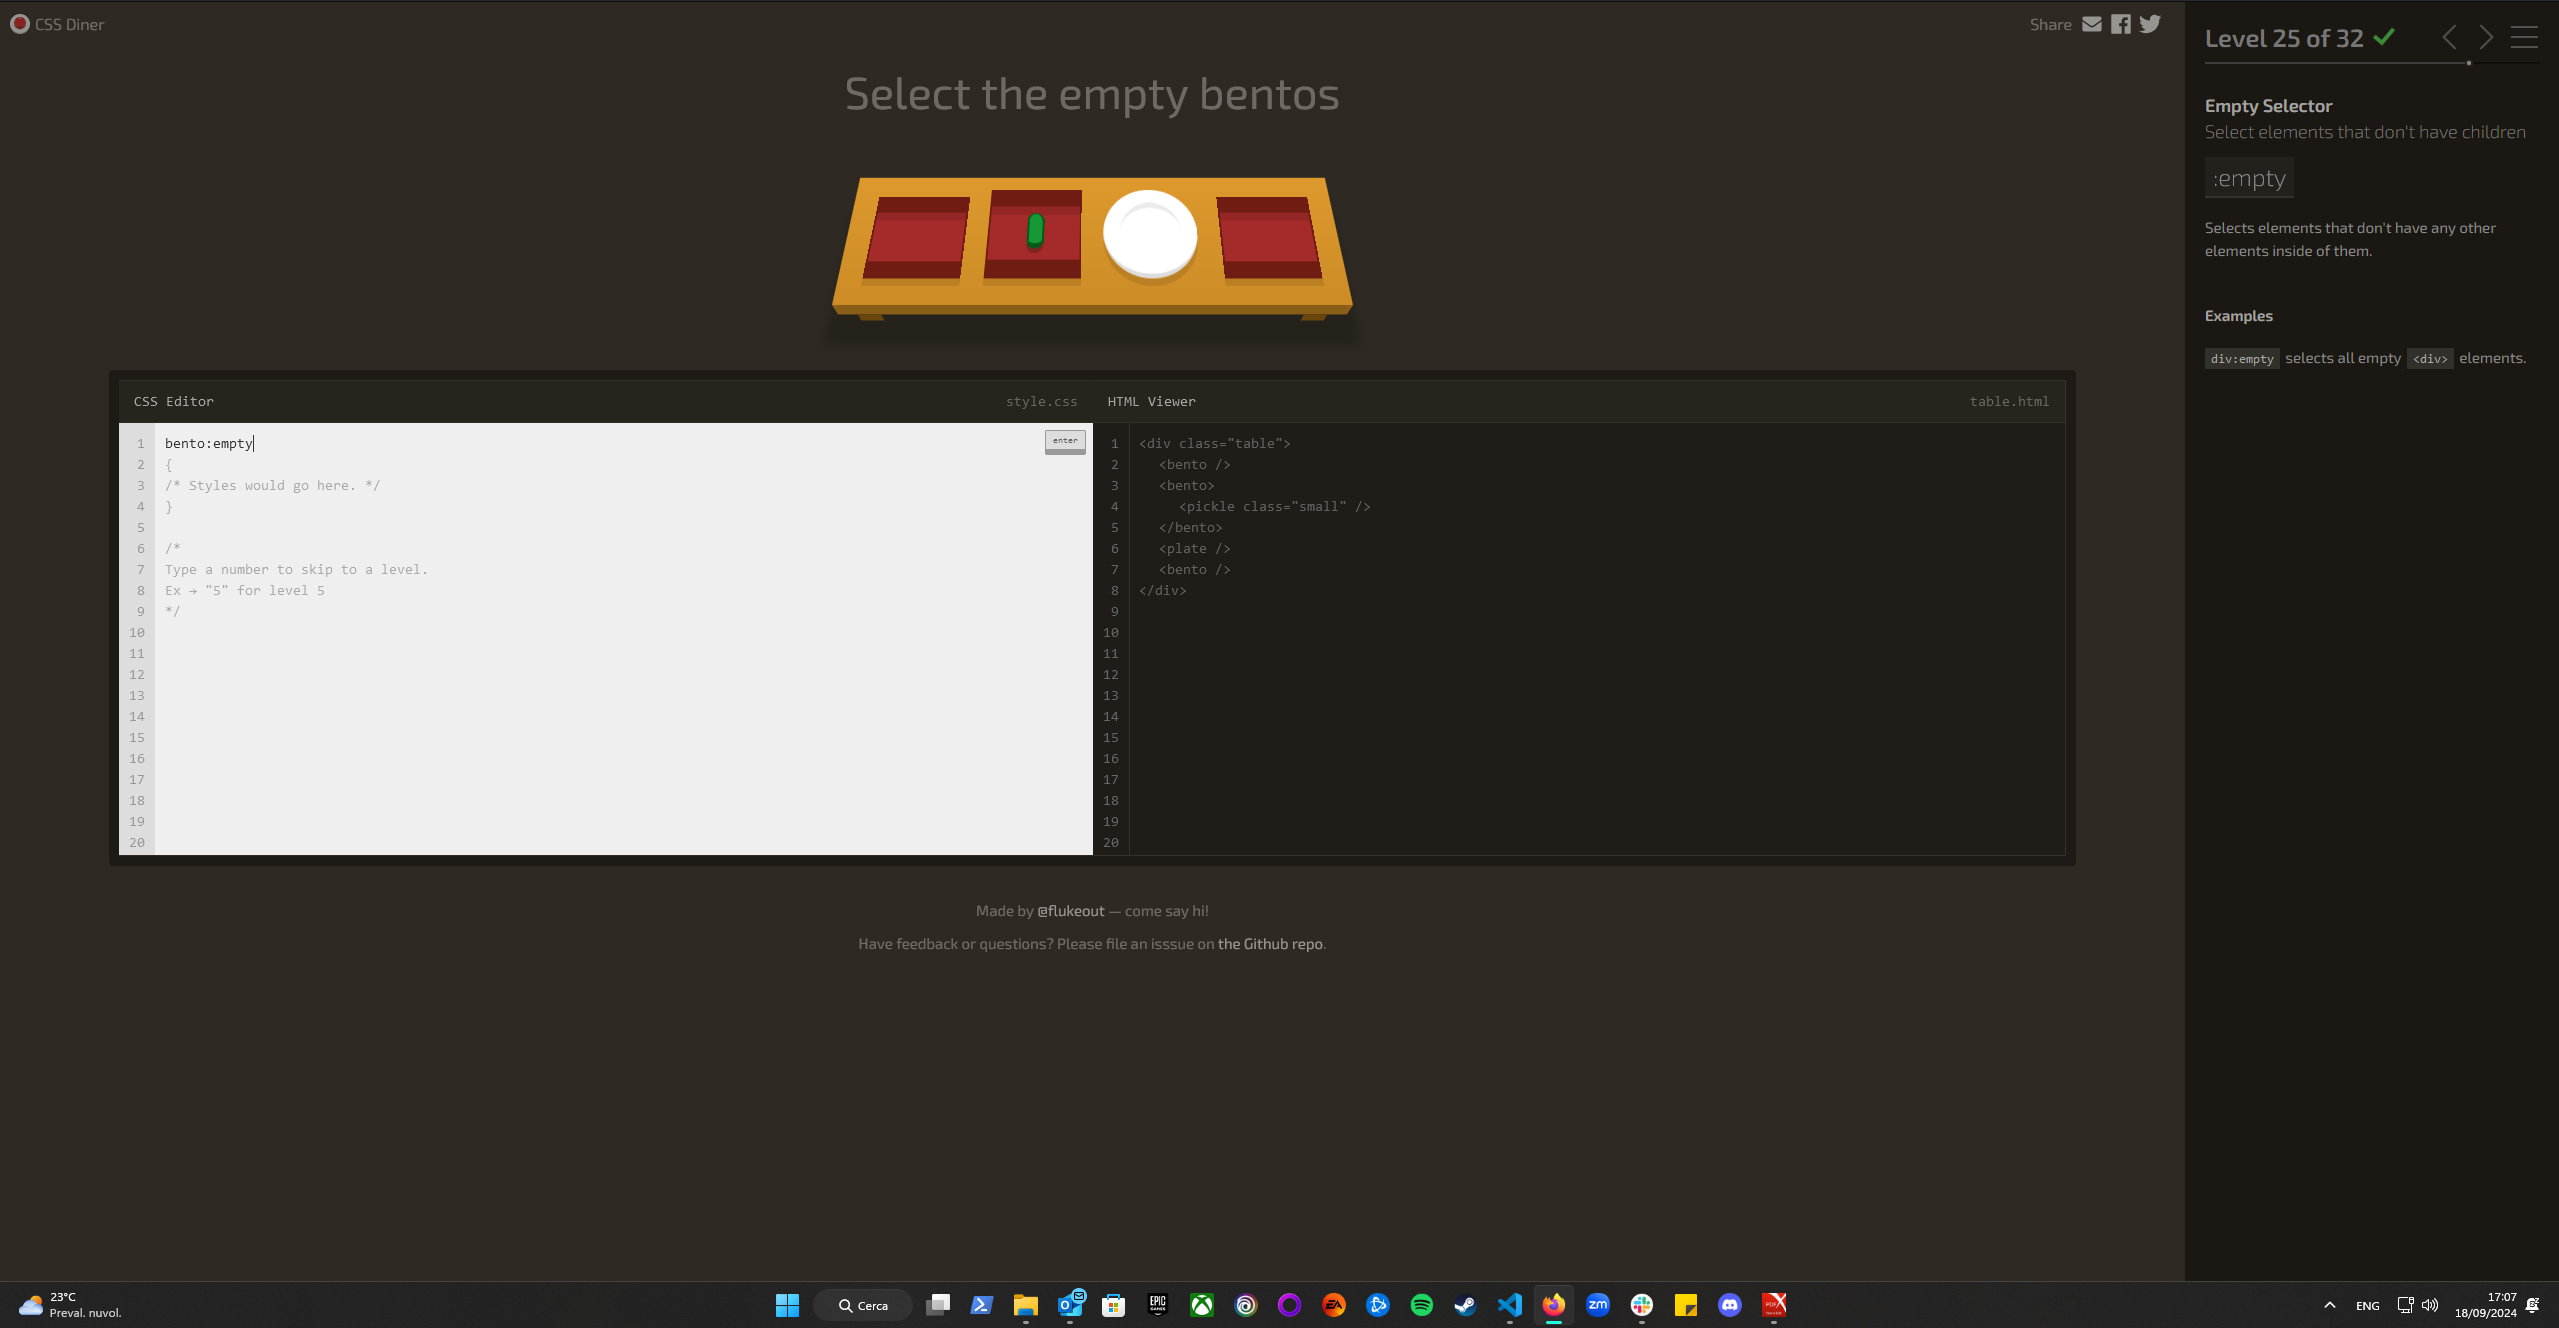 CSS Diner
Share
Select the empty bentos
CSS Editor
style.css
1 bento:empty
enter
2 {
3 /* Styles would go here. */
4 }
5
6 /*
7 Type a number to skip to a level.
8 Ex → "5" for level 5
9 */
10
11
12
13
14
15
16
17
18
19
20
HTML Viewer
table.html
1 <div class="table">
2 <bento />
3 <bento>
4 <pickle class="small" />
5 </bento>
6 <plate />
7 <bento />
8 </div>
9
10
11
12
13
14
15
16
17
18
19
20
Made by @flukeout — come say hi!
Have feedback or questions? Please file an isssue on the Github repo.
Level 25 of 32
Empty Selector
Select elements that don't have children
:empty
Selects elements that don't have any other
elements inside of them.
Examples
div:empty selects all empty <div> elements.
23°C
Preval. nuvol.
Cerca
EPIC
GAMES
EA
zm
PDF
ENG
17:07
18/09/2024